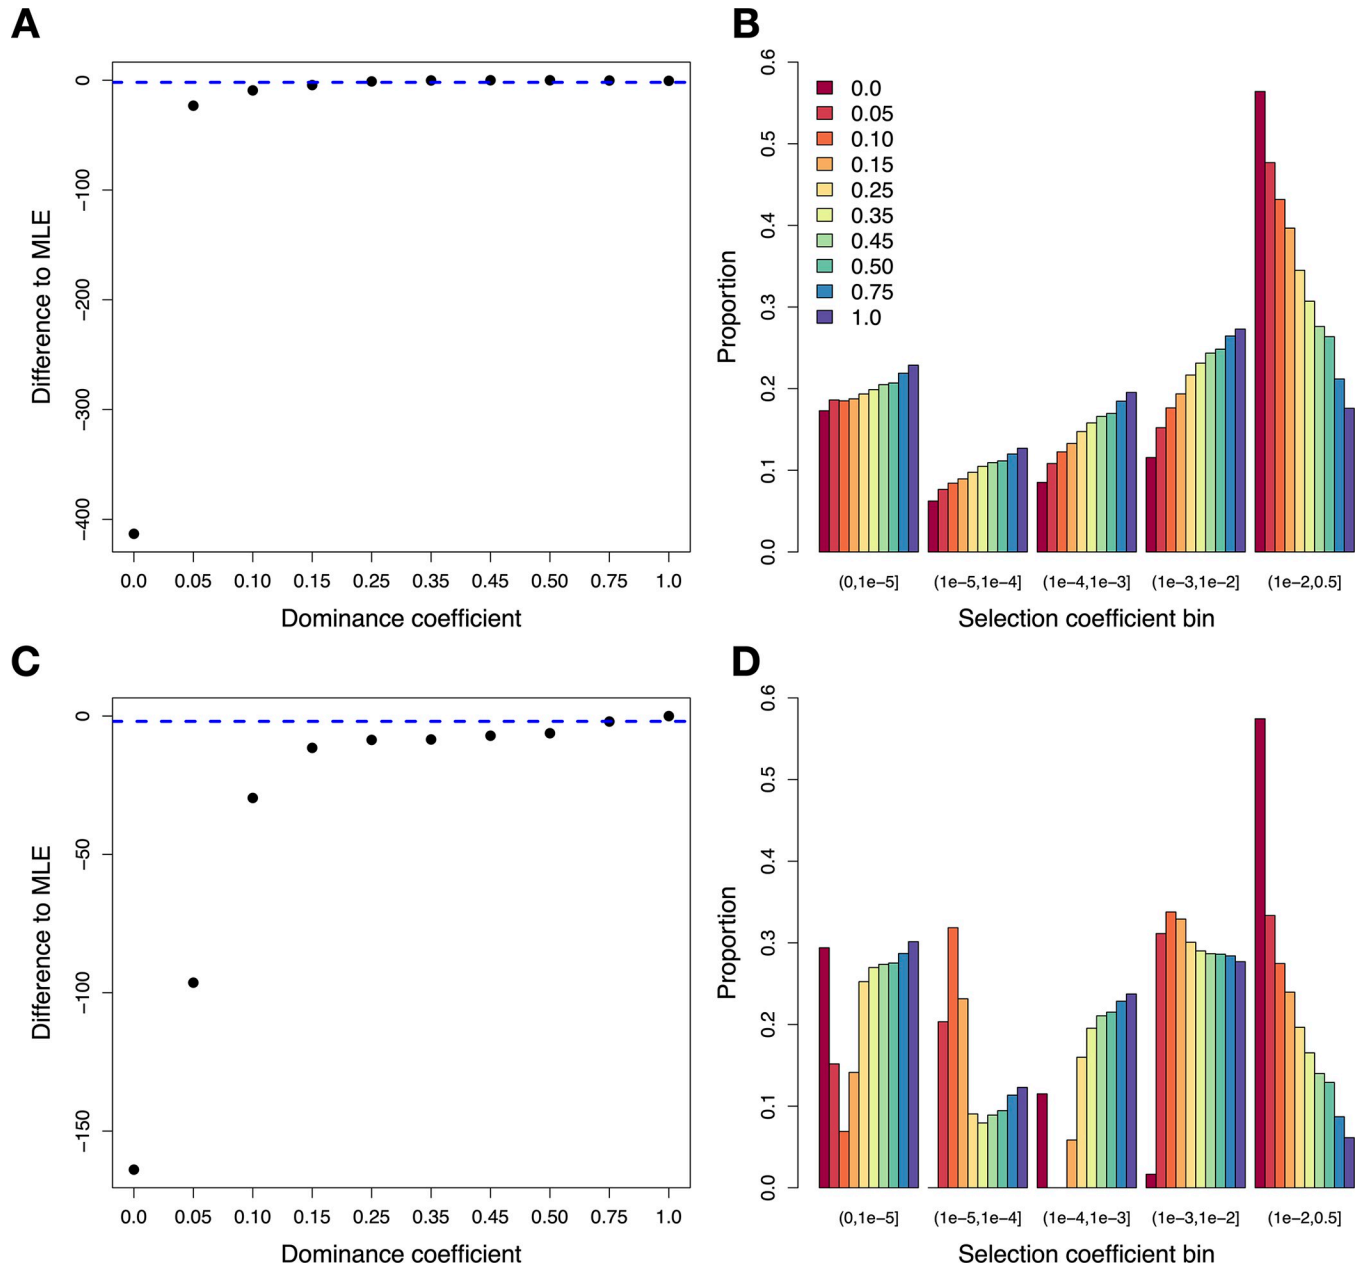 A
Difference to MLE
0
−100
−200
−300
−400
0.0 0.05 0.10 0.15 0.25 0.35 0.45 0.50 0.75 1.0
Dominance coefficient
B
Proportion
0.6
0.5
0.4
0.3
0.2
0.1
0.0
0.0
0.05
0.10
0.15
0.25
0.35
0.45
0.50
0.75
1.0
(0,1e−5] (1e−5,1e−4] (1e−4,1e−3] (1e−3,1e−2] (1e−2,0.5]
Selection coefficient bin
C
Difference to MLE
0
−50
−100
−150
0.0 0.05 0.10 0.15 0.25 0.35 0.45 0.50 0.75 1.0
Dominance coefficient
D
Proportion
0.6
0.5
0.4
0.3
0.2
0.1
0.0
(0,1e−5] (1e−5,1e−4] (1e−4,1e−3] (1e−3,1e−2] (1e−2,0.5]
Selection coefficient bin